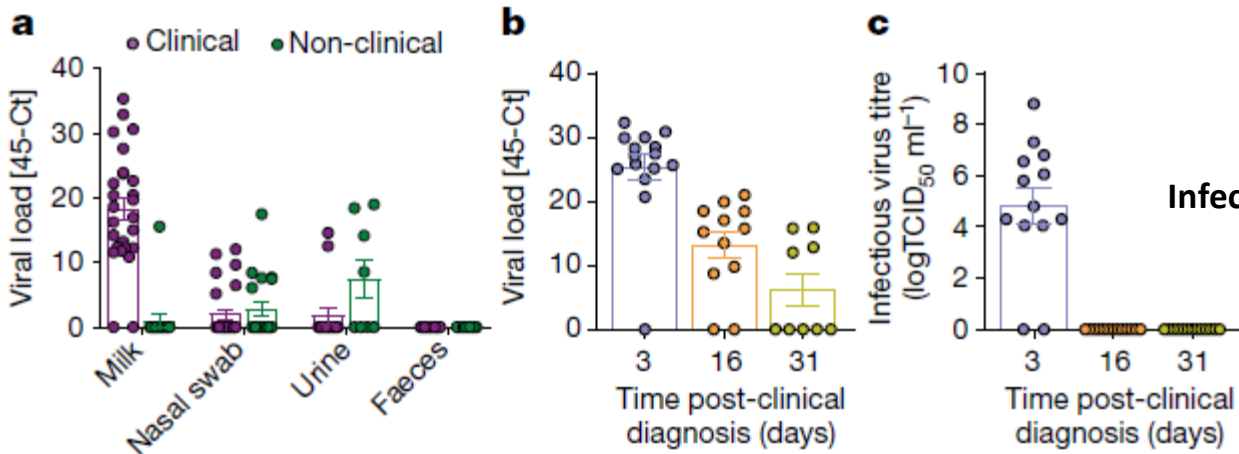 a
Clinical Non-clinical
Viral load [45-Ct]
40
30
20
10
0
Milk
Nasal swab
Urine
Faeces
b
Viral load [45-Ct]
40
30
20
10
0
3 16 31
Time post-clinical
diagnosis (days)
c
Infectious virus titre
(logTCID50 ml–1)
10
8
6
4
2
0
3 16 31
Time post-clinical
diagnosis (days)
Infec